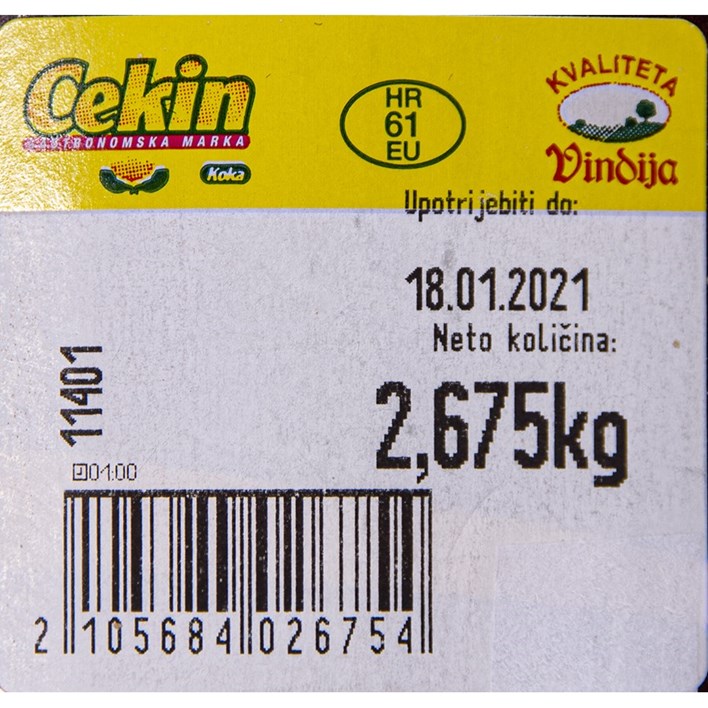 Cekin
GASTRONOMSKA MARKA
Koka
HR
61
EU
KVALITETA
Vindija
Upotrijebiti do:
18.01.2021
Neto količina:
2,675kg
11401
01:00
2 105684 026754